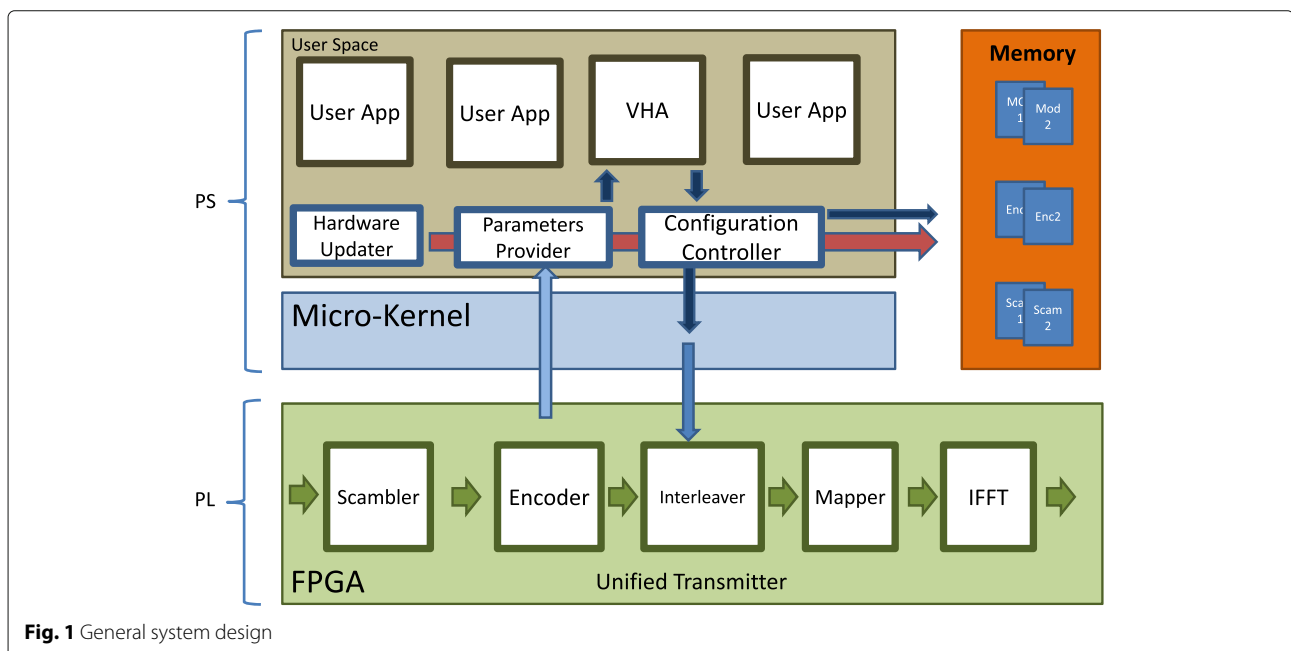 User Space
Memory
User App
User App
VHA
User App
Mod
1
2
PS
Hardware
Updater
Parameters
Provider
Configuration
Controller
Enc2
Micro-Kernel
Scam
1
2
PL
Scambler
Encoder
Interleaver
Mapper
IFFT
FPGA
Unified Transmitter
Fig. 1 General system design